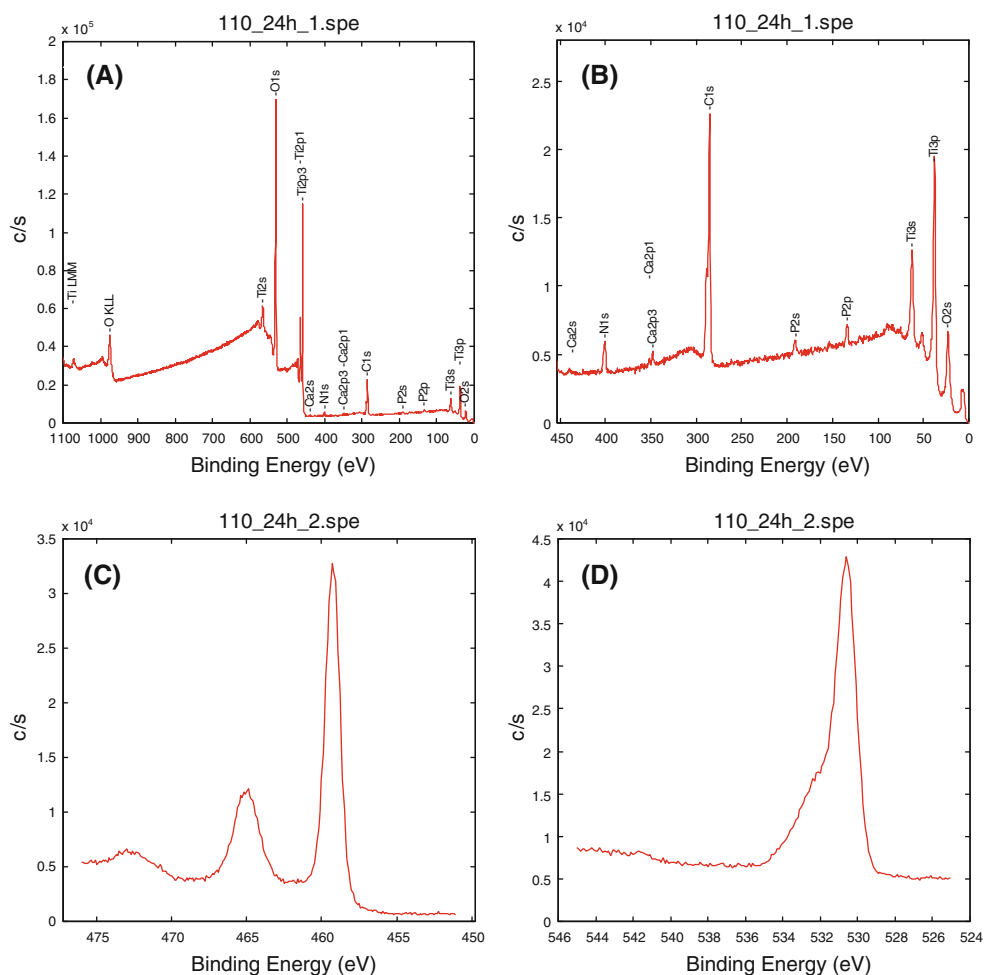 110_24h_1.spe
x 10^5
(A)
2
1.8
1.6
1.4
1.2
1
0.8
0.6
0.4
0.2
0
c/s
-Ti LMM
-O KLL
-Ti2s
-O1s
-Ti2p3 -Ti2p1
-Ca2s
-N1s
-Ca2p3 -Ca2p1
-C1s
-P2s
-P2p
-Ti3s
-Ti3p
-O2s
1100 1000 900 800 700 600 500 400 300 200 100 0
Binding Energy (eV)
110_24h_1.spe
x 10^4
(B)
2.5
2
1.5
1
0.5
0
c/s
-Ca2s
-N1s
-Ca2p3
-Ca2p1
-C1s
-P2s
-P2p
-Ti3s
Ti3p
-O2s
450 400 350 300 250 200 150 100 50 0
Binding Energy (eV)
110_24h_2.spe
x 10^4
(C)
3.5
3
2.5
2
1.5
1
0.5
0
c/s
475 470 465 460 455 450
Binding Energy (eV)
110_24h_2.spe
x 10^4
(D)
4.5
4
3.5
3
2.5
2
1.5
1
0.5
0
c/s
546 544 542 540 538 536 534 532 530 528 526 524
Binding Energy (eV)